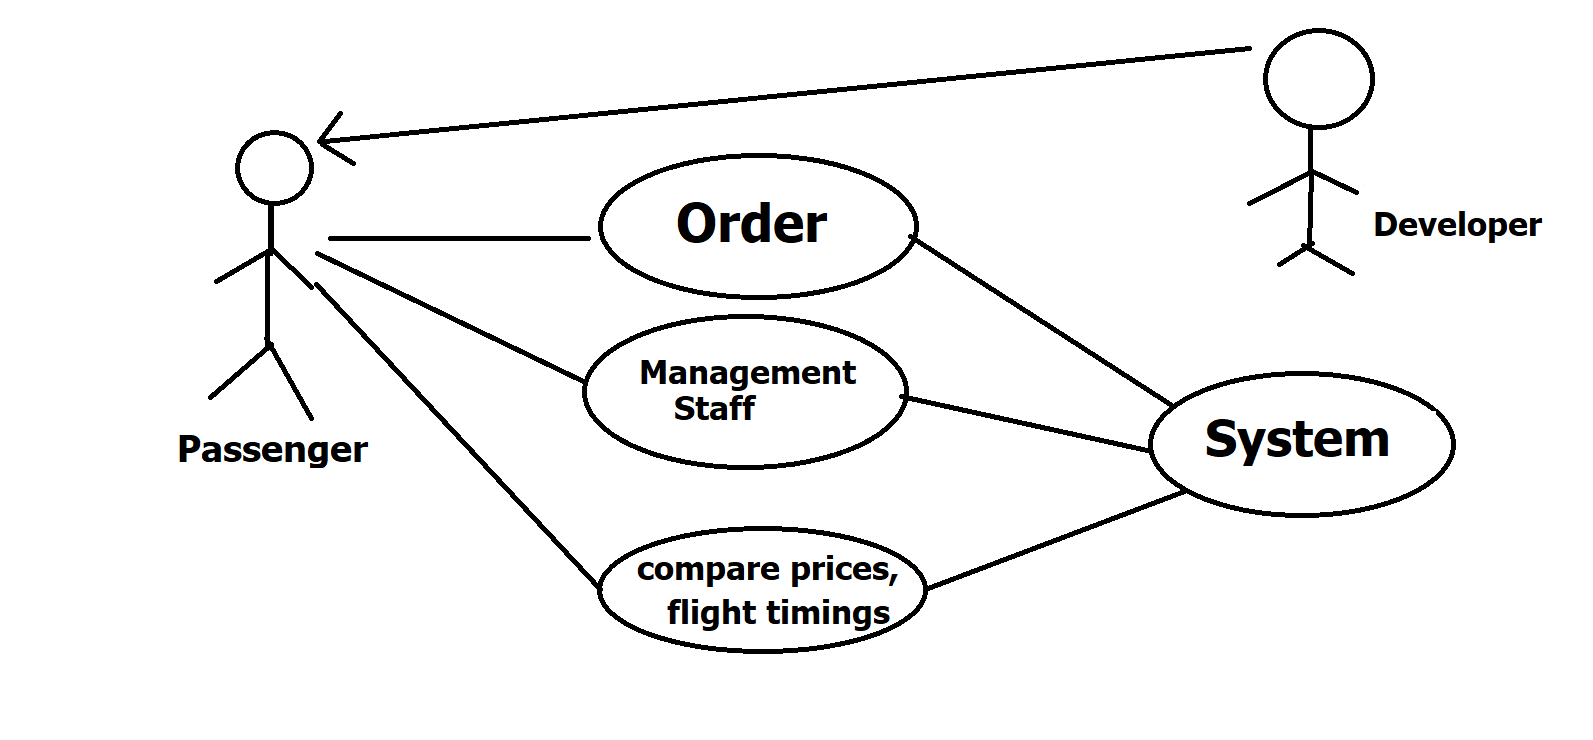 Order
Developer
Management
Staff
System
Passenger
compare prices,
flight timings